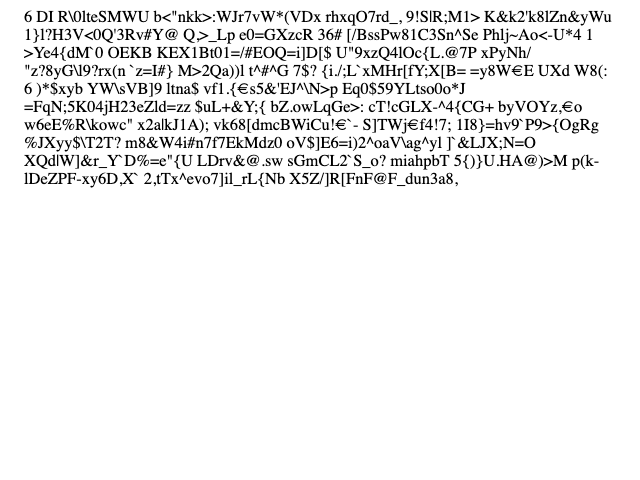 6 DI R\0lteSMWU b<"nkk>:WJr7vW*(VDx rhxqO7rd_, 9!S|R;M1> K&k2'k8lZn&yWu
1}l?H3V<0Q'3Rv#Y@ Q,>_Lp e0=GXzcR 36# [/BssPw81C3Sn^Se Phlj~Ao<-U*4 1
>Ye4{dM`0 OEKB KEX1Bt01=/#EOQ=i]D[$ U"9xzQ4lOc{L.@7P xPyNh/
"z?8yG\l9?rx(n `z=I#} M>2Qa))l t^#^G 7$? {i./;L`xMHr[fY;X[B= =y8W€E UXd W8(:
6 )*$xyb YW\sVB]9 ltna$ vf1.{€s5&'EJ^\N>p Eq0$59YLtso0o*J
=FqN;5K04jH23eZld=zz $uL+&Y;{ bZ.owLqGe>: cT!cGLX-^4{CG+ byVOYz,€o
w6eE%R\kowc" x2a|kJ1A); vk68[dmcBWiCu!€`- S]TWj€f4!7; 1I8}=hv9`P9>{OgRg
%JXyy$\T2T? m8&W4i#n7f7EkMdz0 oV$]E6=i)2^oaV\ag^yl ]`&LJX;N=O
XQd|W]&r_Y`D%=e"{U LDrv&@.sw sGmCL2`S_o? miahpbT 5{)}U.HA@)>M p(k-
lDeZPF-xy6D,X` 2,tTx^evo7]il_rL{Nb X5Z/]R[FnF@F_dun3a8,